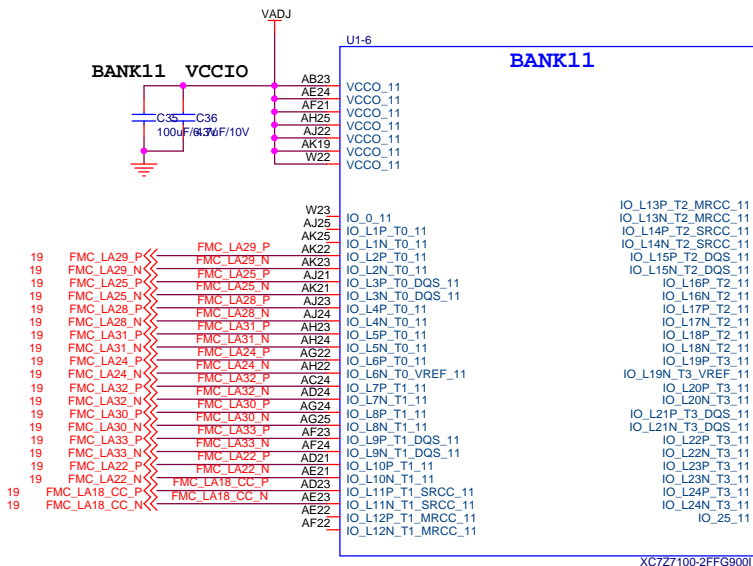 VADJ
U1-6
BANK11
BANK11 VCCIO
AB23 VCCO_11
AE24 VCCO_11
AF21 VCCO_11
AH25 VCCO_11
AJ22 VCCO_11
AK19 VCCO_11
W22 VCCO_11
C35 C36
100uF/6.3V 4.7uF/10V
IO_L13P_T2_MRCC_11
W23 IO_0_11 IO_L13N_T2_MRCC_11
AJ25 IO_L1P_T0_11 IO_L14P_T2_SRCC_11
AK25 IO_L1N_T0_11 IO_L14N_T2_SRCC_11
19 FMC_LA29_P FMC_LA29_P AK22 IO_L2P_T0_11 IO_L15P_T2_DQS_11
19 FMC_LA29_N FMC_LA29_N AK23 IO_L2N_T0_11 IO_L15N_T2_DQS_11
19 FMC_LA25_P FMC_LA25_P AJ21 IO_L3P_T0_DQS_11 IO_L16P_T2_11
19 FMC_LA25_N FMC_LA25_N AK21 IO_L3N_T0_DQS_11 IO_L16N_T2_11
19 FMC_LA28_P FMC_LA28_P AJ23 IO_L4P_T0_11 IO_L17P_T2_11
19 FMC_LA28_N FMC_LA28_N AJ24 IO_L4N_T0_11 IO_L17N_T2_11
19 FMC_LA31_P FMC_LA31_P AH23 IO_L5P_T0_11 IO_L18P_T2_11
19 FMC_LA31_N FMC_LA31_N AH24 IO_L5N_T0_11 IO_L18N_T2_11
19 FMC_LA24_P FMC_LA24_P AG22 IO_L6P_T0_11 IO_L19P_T3_11
19 FMC_LA24_N FMC_LA24_N AH22 IO_L6N_T0_VREF_11 IO_L19N_T3_VREF_11
19 FMC_LA32_P FMC_LA32_P AC24 IO_L7P_T1_11 IO_L20P_T3_11
19 FMC_LA32_N FMC_LA32_N AD24 IO_L7N_T1_11 IO_L20N_T3_11
19 FMC_LA30_P FMC_LA30_P AG24 IO_L8P_T1_11 IO_L21P_T3_DQS_11
19 FMC_LA30_N FMC_LA30_N AG25 IO_L8N_T1_11 IO_L21N_T3_DQS_11
19 FMC_LA33_P FMC_LA33_P AF23 IO_L9P_T1_DQS_11 IO_L22P_T3_11
19 FMC_LA33_N FMC_LA33_N AF24 IO_L9N_T1_DQS_11 IO_L22N_T3_11
19 FMC_LA22_P FMC_LA22_P AD21 IO_L10P_T1_11 IO_L23P_T3_11
19 FMC_LA22_N FMC_LA22_N AE21 IO_L10N_T1_11 IO_L23N_T3_11
19 FMC_LA18_CC_P FMC_LA18_CC_P AD23 IO_L11P_T1_SRCC_11 IO_L24P_T3_11
19 FMC_LA18_CC_N FMC_LA18_CC_N AE23 IO_L11N_T1_SRCC_11 IO_L24N_T3_11
AE22 IO_L12P_T1_MRCC_11 IO_25_11
AF22 IO_L12N_T1_MRCC_11
XC7Z7100-2FFG900I